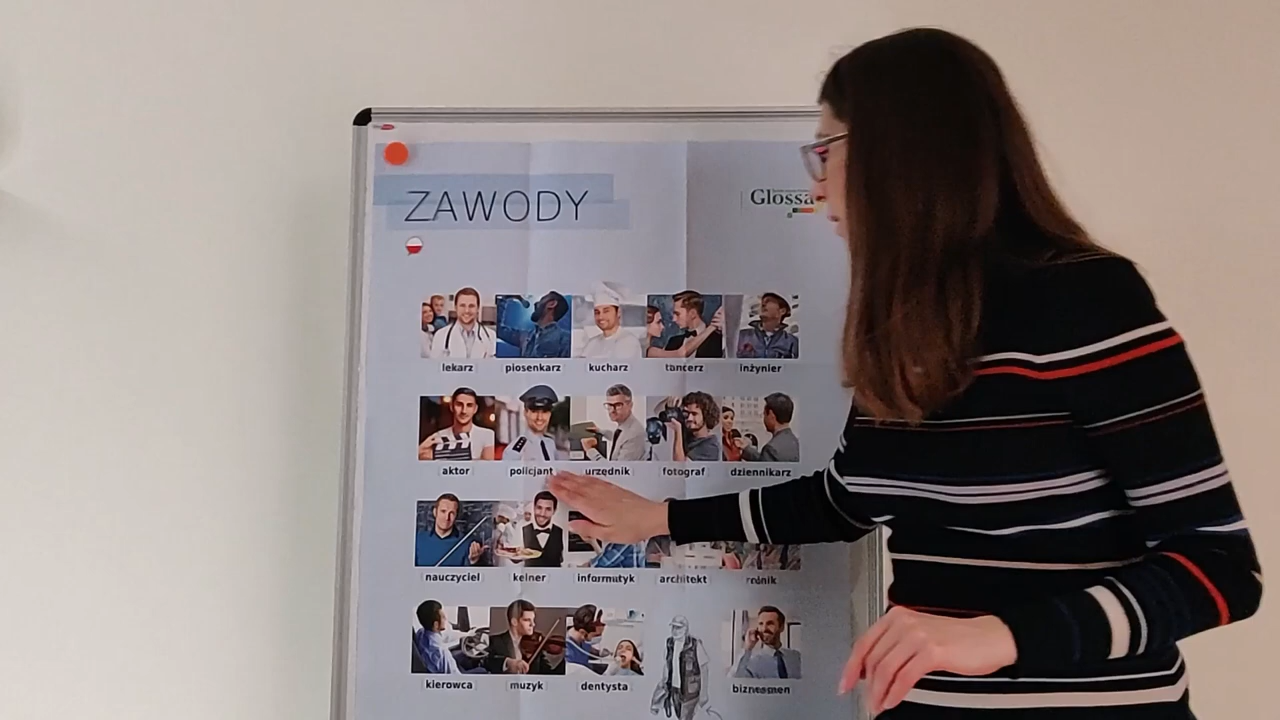 ZAWODY
Glossa
lekarz piosenkarz kucharz tancerz inżynier
aktor policjant urzędnik fotograf dziennikarz
nauczyciel kelner informatyk architekt rolnik
kierowca muzyk dentysta biznesmen